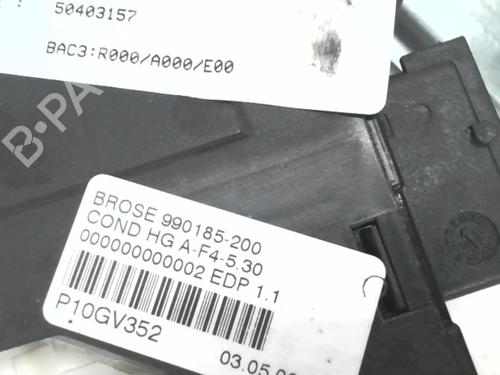 50403157
BAC3:R000/A000/E00
B-PA
BROSE 990185-200
COND HG A-F4-5.30
000000000002 EDP 1.1
P10GV352
03.05.0